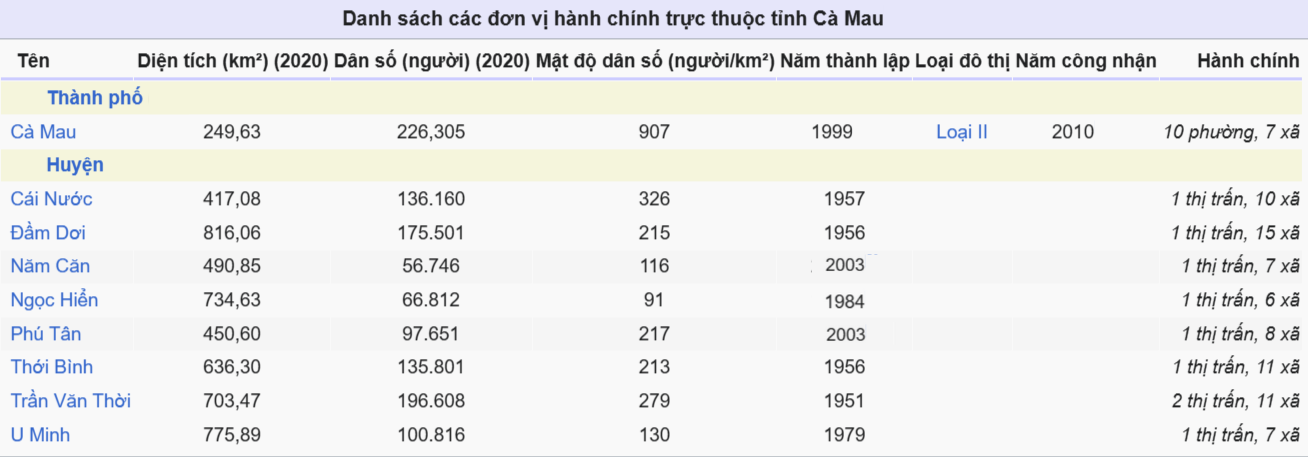 Danh sách các đơn vị hành chính trực thuộc tỉnh Cà Mau
Tên Diện tích (km²) (2020) Dân số (người) (2020) Mật độ dân số (người/km²) Năm thành lập Loại đô thị Năm công nhận Hành chính
Thành phố
Cà Mau 249,63 226,305 907 1999 Loại II 2010 10 phường, 7 xã
Huyện
Cái Nước 417,08 136.160 326 1957 1 thị trấn, 10 xã
Đầm Dơi 816,06 175.501 215 1956 1 thị trấn, 15 xã
Năm Căn 490,85 56.746 116 2003 1 thị trấn, 7 xã
Ngọc Hiển 734,63 66.812 91 1984 1 thị trấn, 6 xã
Phú Tân 450,60 97.651 217 2003 1 thị trấn, 8 xã
Thới Bình 636,30 135.801 213 1956 1 thị trấn, 11 xã
Trần Văn Thời 703,47 196.608 279 1951 2 thị trấn, 11 xã
U Minh 775,89 100.816 130 1979 1 thị trấn, 7 xã